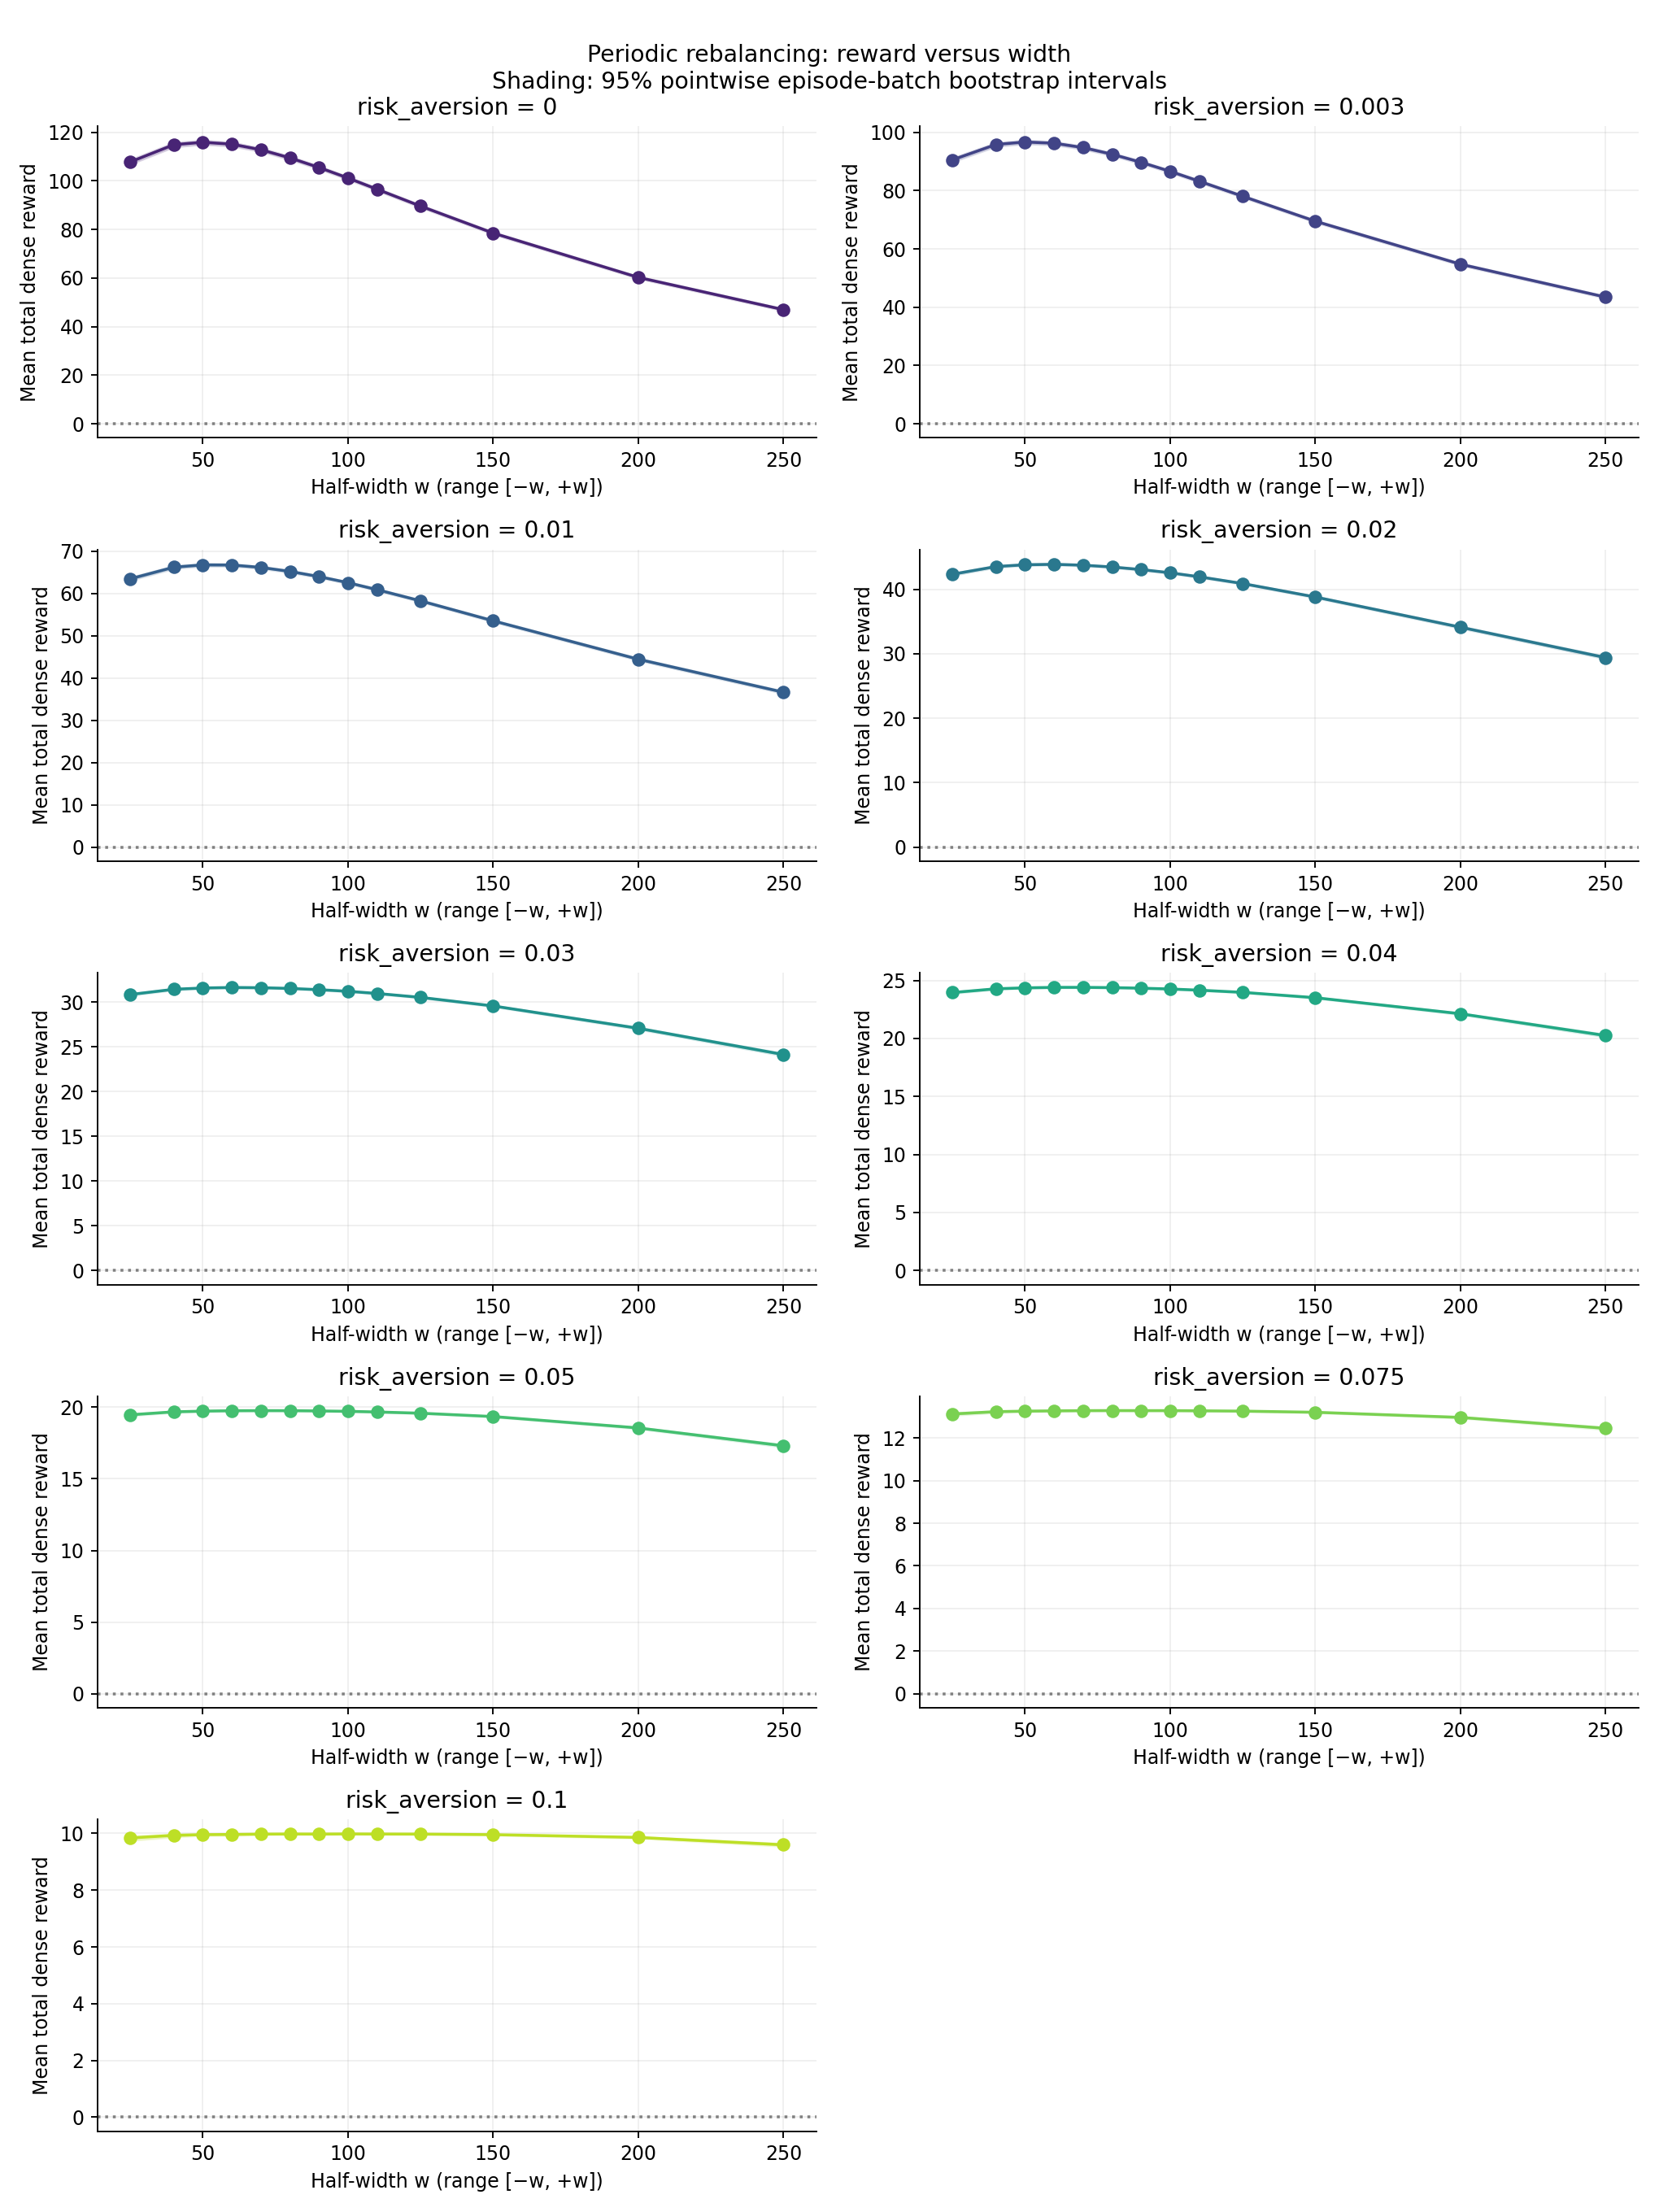 Periodic rebalancing: reward versus width
Shading: 95% pointwise episode-batch bootstrap intervals
risk_aversion = 0
Mean total dense reward
120
100
80
60
40
20
0
50 100 150 200 250
Half-width w (range [−w, +w])
risk_aversion = 0.003
Mean total dense reward
100
80
60
40
20
0
50 100 150 200 250
Half-width w (range [−w, +w])
risk_aversion = 0.01
Mean total dense reward
70
60
50
40
30
20
10
0
50 100 150 200 250
Half-width w (range [−w, +w])
risk_aversion = 0.02
Mean total dense reward
40
30
20
10
0
50 100 150 200 250
Half-width w (range [−w, +w])
risk_aversion = 0.03
Mean total dense reward
30
25
20
15
10
5
0
50 100 150 200 250
Half-width w (range [−w, +w])
risk_aversion = 0.04
Mean total dense reward
25
20
15
10
5
0
50 100 150 200 250
Half-width w (range [−w, +w])
risk_aversion = 0.05
Mean total dense reward
20
15
10
5
0
50 100 150 200 250
Half-width w (range [−w, +w])
risk_aversion = 0.075
Mean total dense reward
12
10
8
6
4
2
0
50 100 150 200 250
Half-width w (range [−w, +w])
risk_aversion = 0.1
Mean total dense reward
10
8
6
4
2
0
50 100 150 200 250
Half-width w (range [−w, +w])